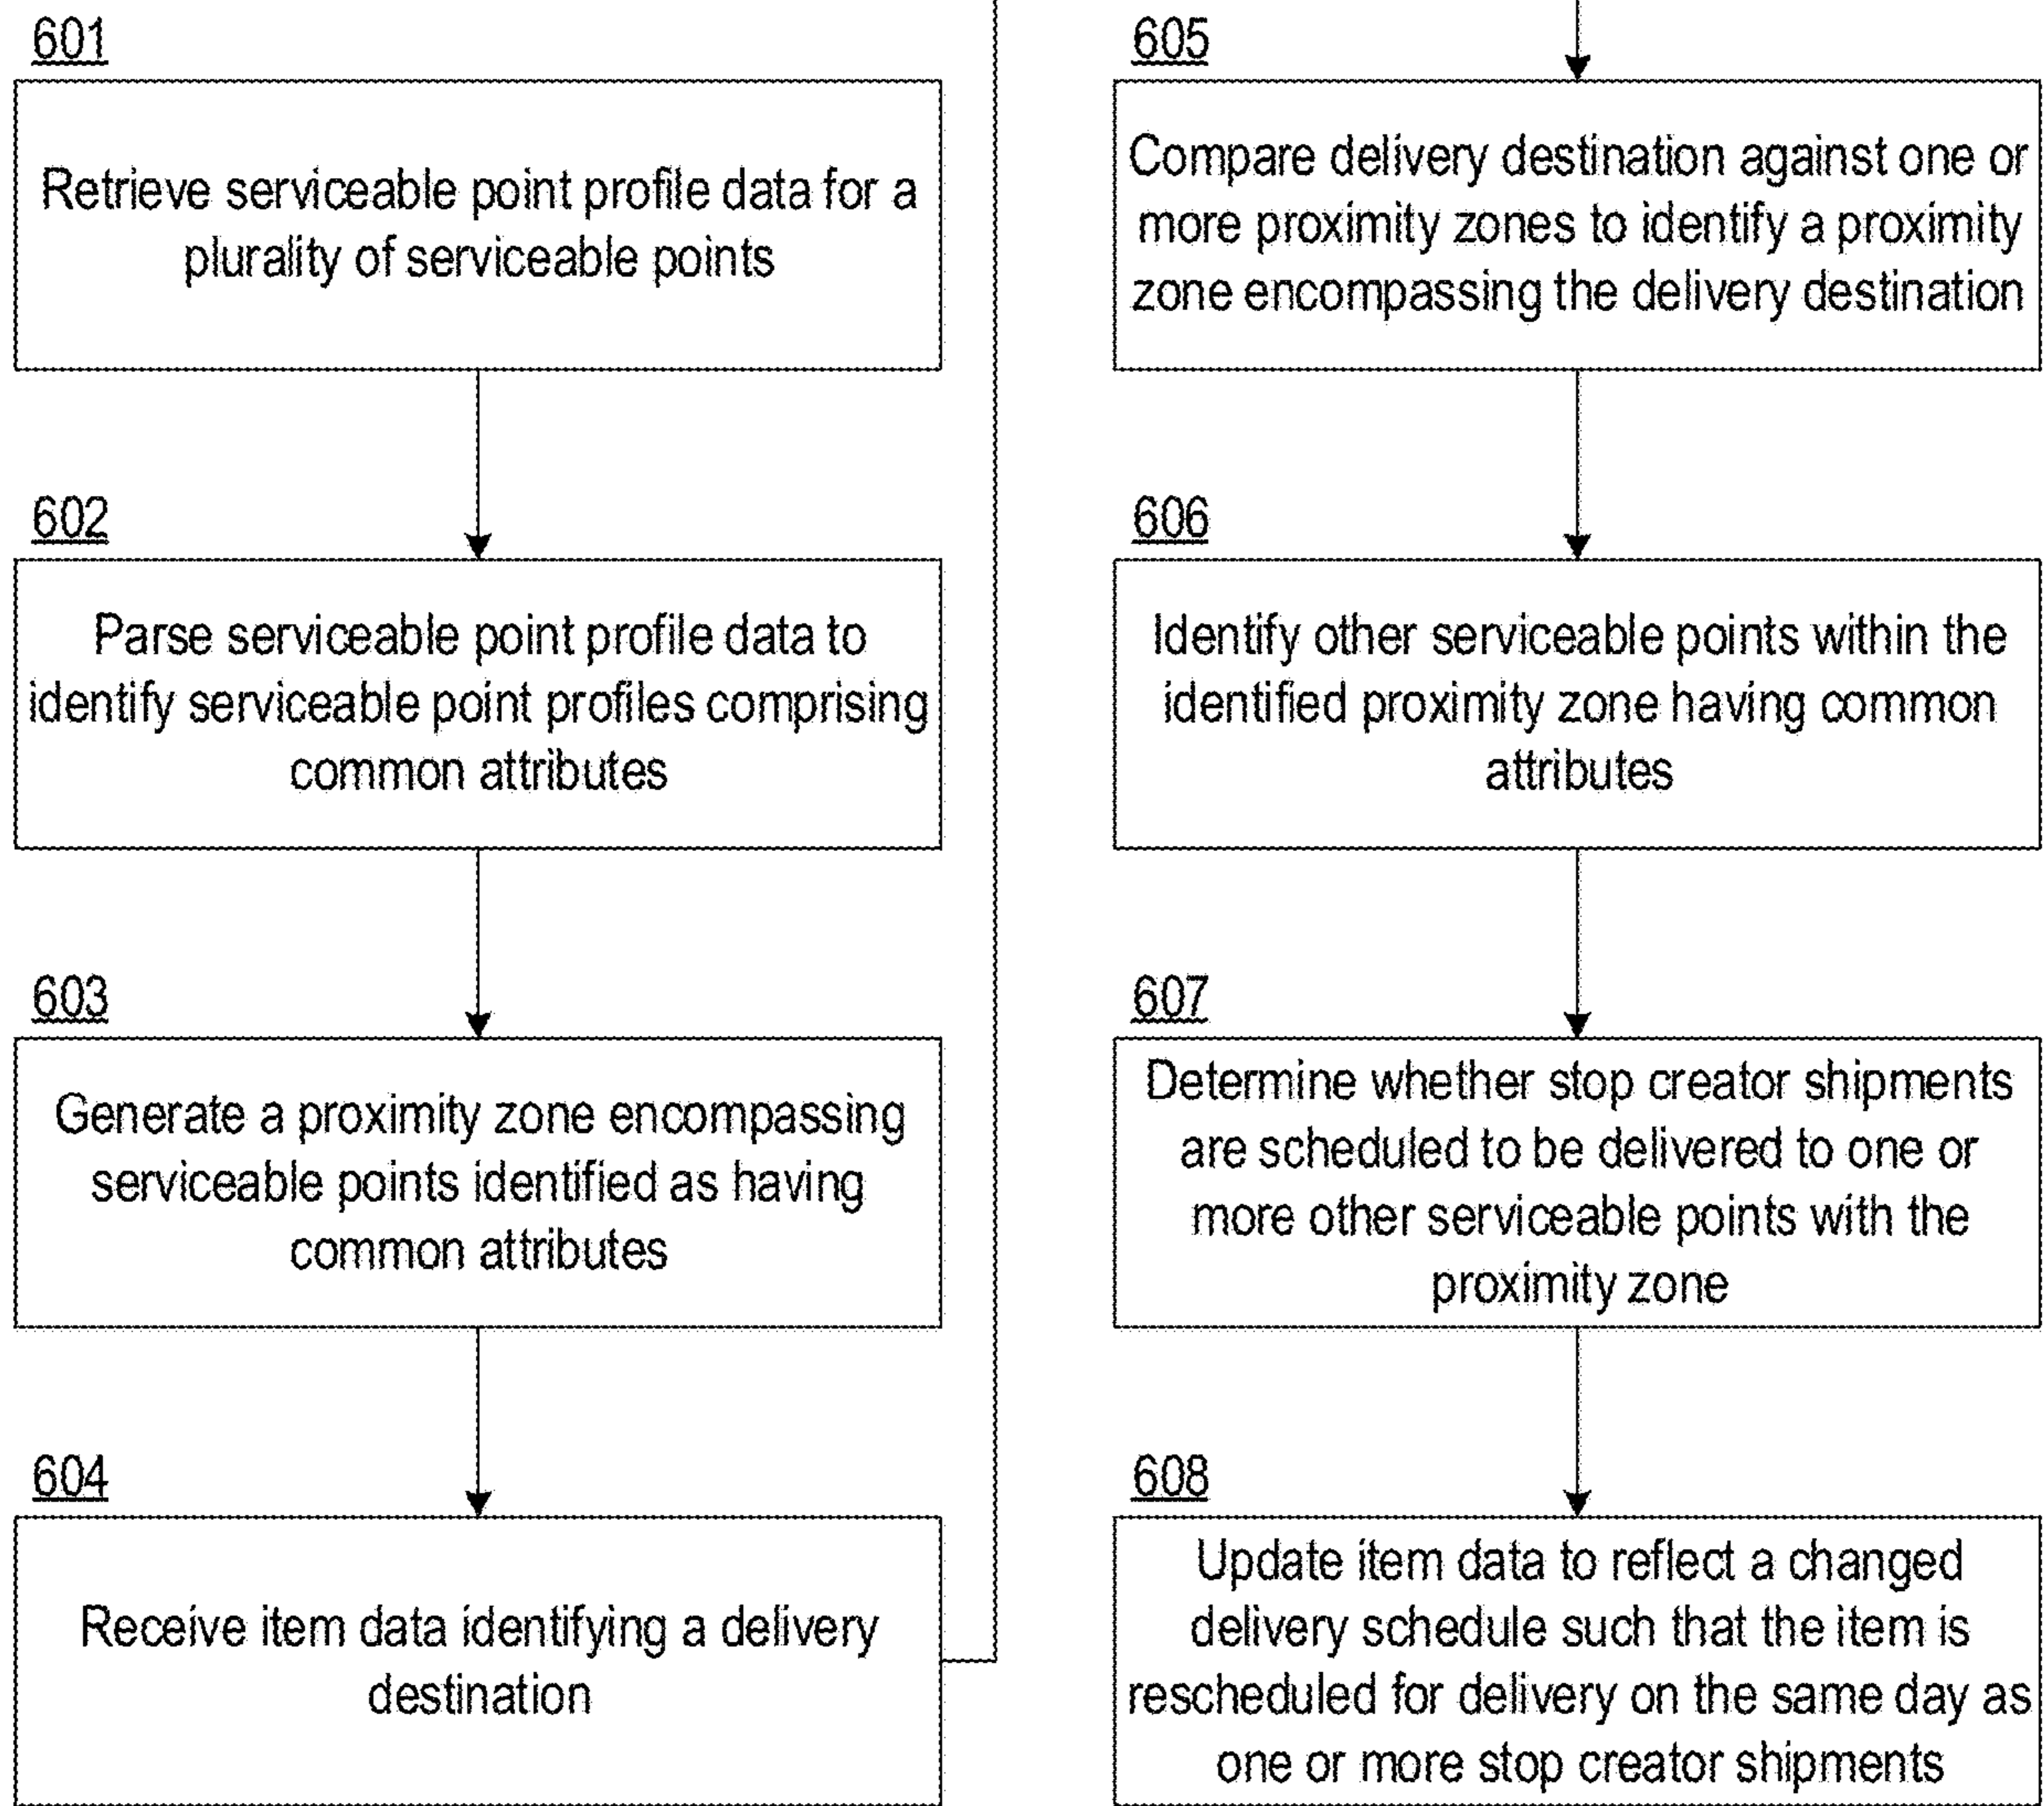 601
Retrieve serviceable point profile data for a
plurality of serviceable points
602
Parse serviceable point profile data to
identify serviceable point profiles comprising
common attributes
603
Generate a proximity zone encompassing
serviceable points identified as having
common attributes
604
Receive item data identifying a delivery
destination
605
Compare delivery destination against one or
more proximity zones to identify a proximity
zone encompassing the delivery destination
606
Identify other serviceable points within the
identified proximity zone having common
attributes
607
Determine whether stop creator shipments
are scheduled to be delivered to one or
more other serviceable points with the
proximity zone
608
Update item data to reflect a changed
delivery schedule such that the item is
rescheduled for delivery on the same day as
one or more stop creator shipments